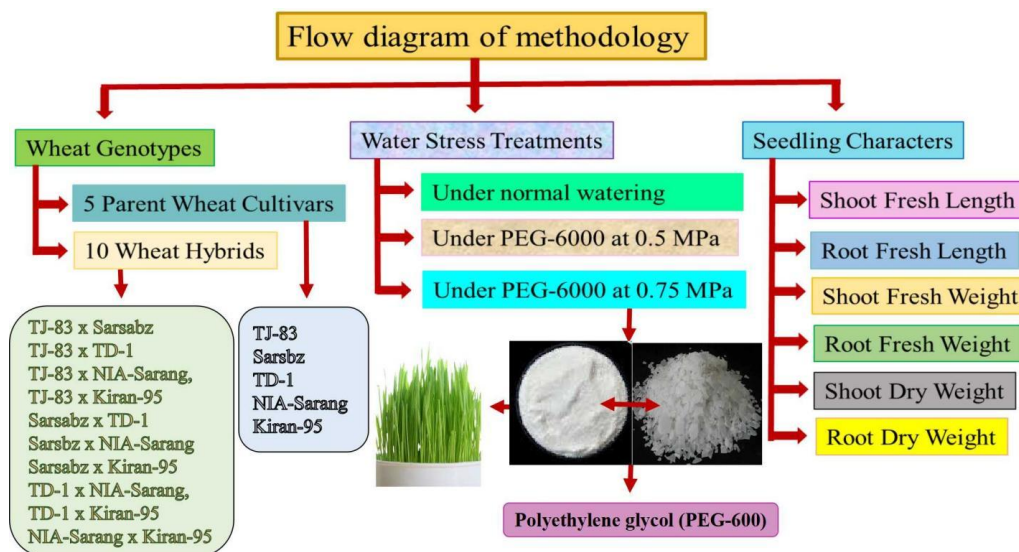 Flow diagram of methodology
Wheat Genotypes
5 Parent Wheat Cultivars
10 Wheat Hybrids
TJ-83 x Sarsabz
TJ-83 x TD-1
TJ-83 x NIA-Sarang,
TJ-83 x Kiran-95
Sarsabz x TD-1
Sarsbz x NIA-Sarang
Sarsabz x Kiran-95
TD-1 x NIA-Sarang,
TD-1 x Kiran-95
NIA-Sarang x Kiran-95
TJ-83
Sarsbz
TD-1
NIA-Sarang
Kiran-95
Water Stress Treatments
Under normal watering
Under PEG-6000 at 0.5 MPa
Under PEG-6000 at 0.75 MPa
Polyethylene glycol (PEG-600)
Seedling Characters
Shoot Fresh Length
Root Fresh Length
Shoot Fresh Weight
Root Fresh Weight
Shoot Dry Weight
Root Dry Weight